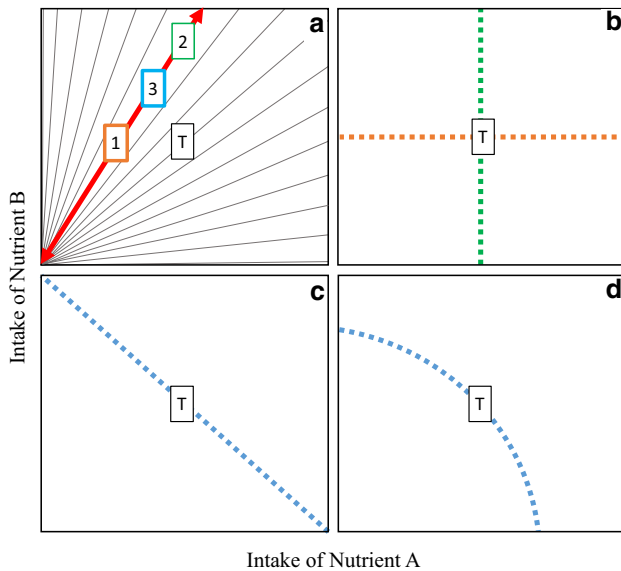 a
2
3
1
T
b
T
c
T
d
T
Intake of Nutrient B
Intake of Nutrient A